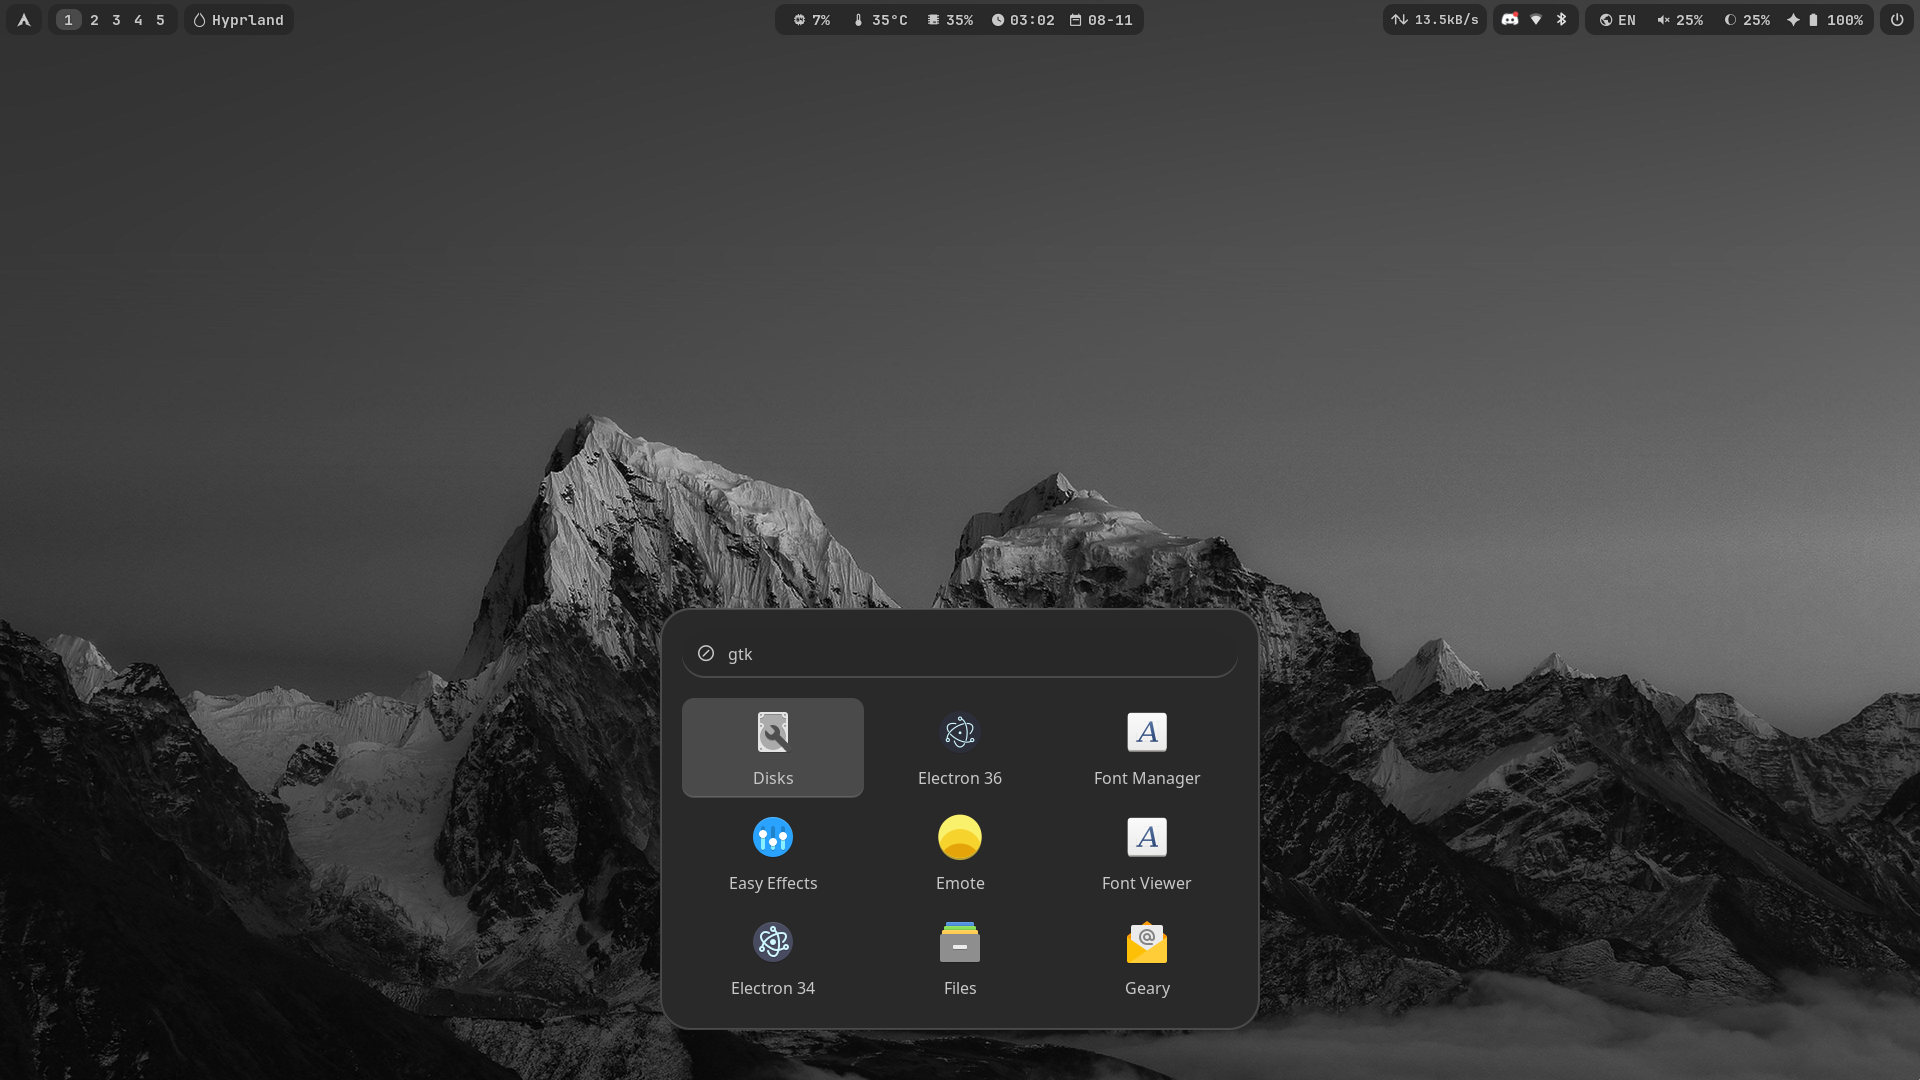 1 2 3 4 5 Hyprland 7% 35°C 35% 03:02 08-11 13.5kB/s EN 25% 25% 100%
gtk
Disks Electron 36 Font Manager
Easy Effects Emote Font Viewer
Electron 34 Files Geary